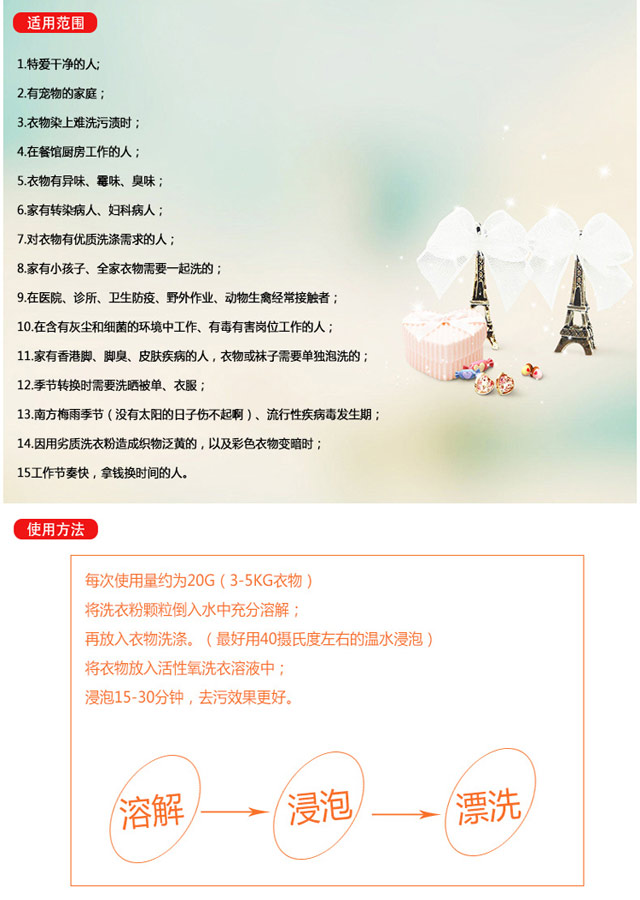 适用范围
1.特爱干净的人;
2.有宠物的家庭；
3.衣物染上难洗污渍时；
4.在餐馆厨房工作的人；
5.衣物有异味、霉味、臭味；
6.家有转染病人、妇科病人；
7.对衣物有优质洗涤需求的人；
8.家有小孩子、全家衣物需要一起洗的；
9.在医院、诊所、卫生防疫、野外作业、动物生禽经常接触者；
10.在含有灰尘和细菌的环境中工作、有毒有害岗位工作的人；
11.家有香港脚、脚臭、皮肤疾病的人，衣物或袜子需要单独泡洗的；
12.季节转换时需要洗晒被单、衣服；
13.南方梅雨季节（没有太阳的日子伤不起啊）、流行性疾病毒发生期；
14.因用劣质洗衣粉造成织物泛黄的，以及彩色衣物变暗时；
15工作节奏快，拿钱换时间的人。
使用方法
每次使用量约为20G（3-5KG衣物）
将洗衣粉颗粒倒入水中充分溶解；
再放入衣物洗涤。（最好用40摄氏度左右的温水浸泡）
将衣物放入活性氧洗衣溶液中；
浸泡15-30分钟，去污效果更好。
溶解 浸泡 漂洗